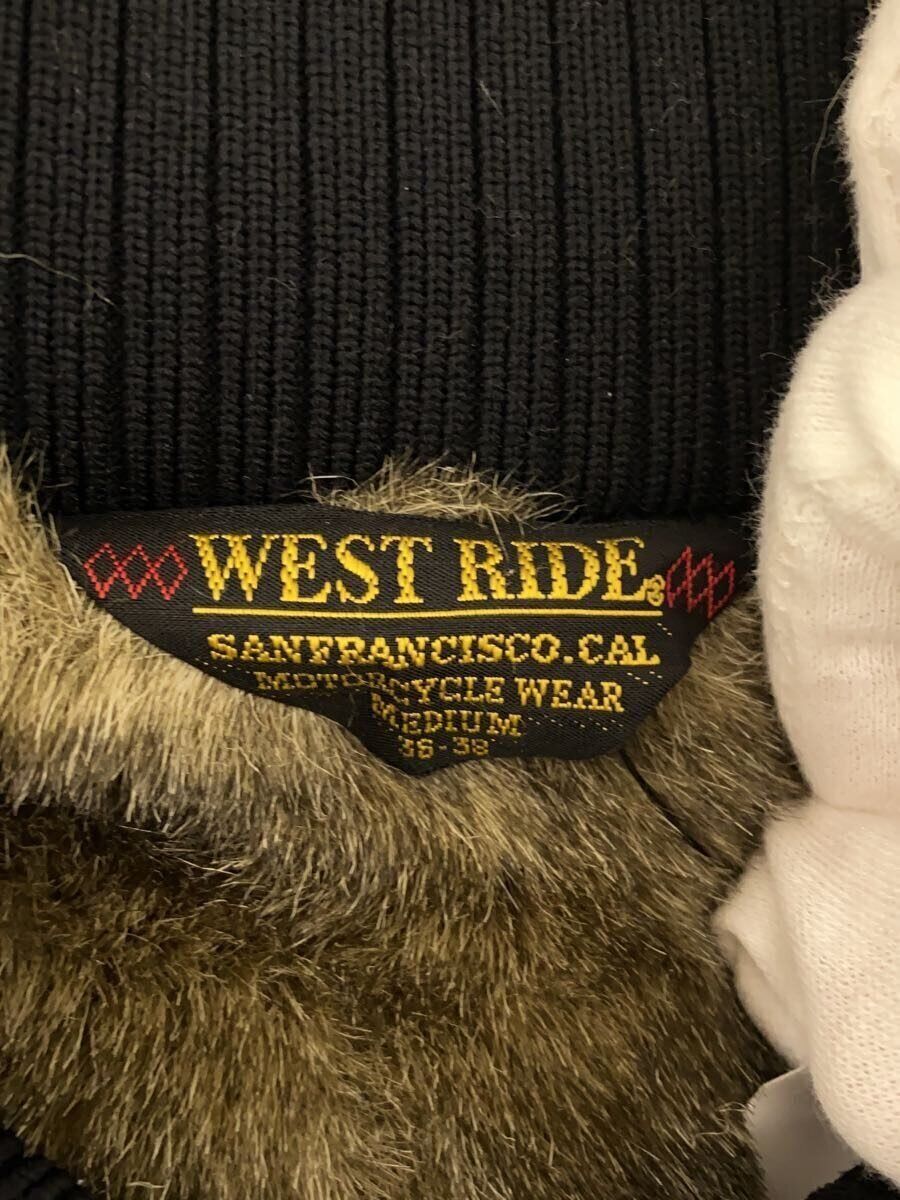 WEST RIDE
SANFRANCISCO.CAL
MOTORCYCLE WEAR
MEDIUM
36-38